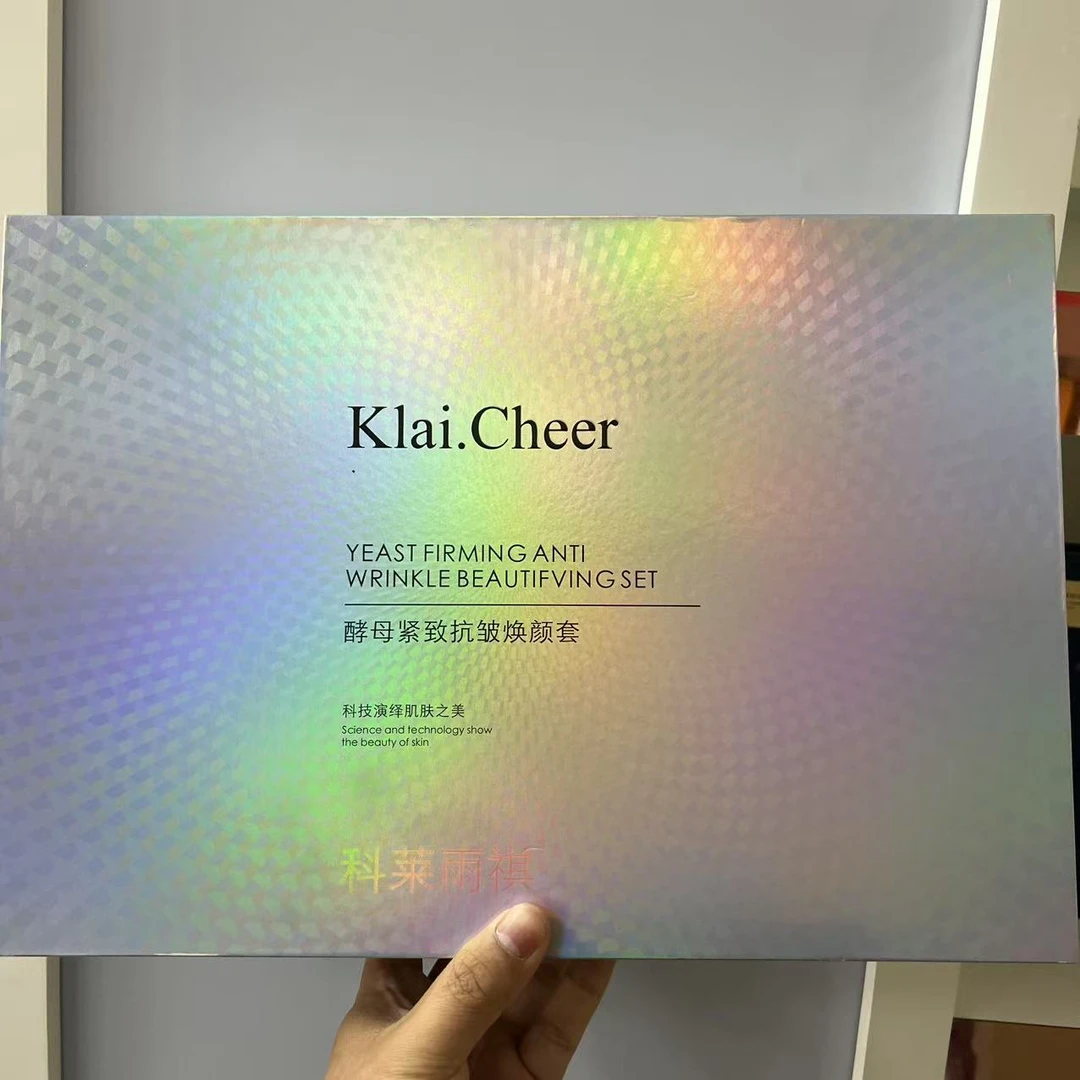 Klai.Cheer
YEAST FIRMING ANTI
WRINKLE BEAUTIFVING SET
酵母紧致抗皱焕颜套
科技演绎肌肤之美
Science and technology show
the beauty of skin
科莱雨祺